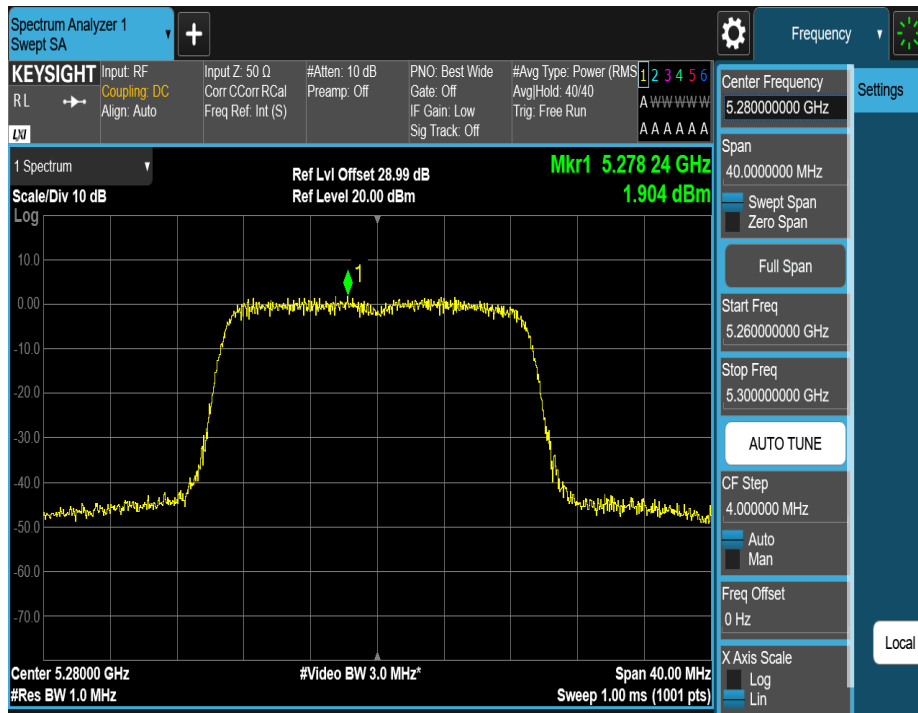 Spectrum Analyzer 1
Swept SA
+
Frequency
KEYSIGHT
RL
LXI
Input: RF
Coupling: DC
Align: Auto
Input Z: 50 Ω
Corr CCorr RCal
Freq Ref: Int (S)
#Atten: 10 dB
Preamp: Off
PNO: Best Wide
Gate: Off
IF Gain: Low
Sig Track: Off
#Avg Type: Power (RMS
Avg|Hold: 40/40
Trig: Free Run
1 2 3 4 5 6
A W W W W W
A A A A A A
1 Spectrum
Scale/Div 10 dB
Log
Ref Lvl Offset 28.99 dB
Ref Level 20.00 dBm
Mkr1 5.278 24 GHz
1.904 dBm
10.0
0.00
-10.0
-20.0
-30.0
-40.0
-50.0
-60.0
-70.0
1
Center 5.28000 GHz
#Res BW 1.0 MHz
#Video BW 3.0 MHz*
Span 40.00 MHz
Sweep 1.00 ms (1001 pts)
Center Frequency
5.280000000 GHz
Span
40.0000000 MHz
Swept Span
Zero Span
Full Span
Start Freq
5.260000000 GHz
Stop Freq
5.300000000 GHz
AUTO TUNE
CF Step
4.000000 MHz
Auto
Man
Freq Offset
0 Hz
X Axis Scale
Log
Lin
Settings
Local